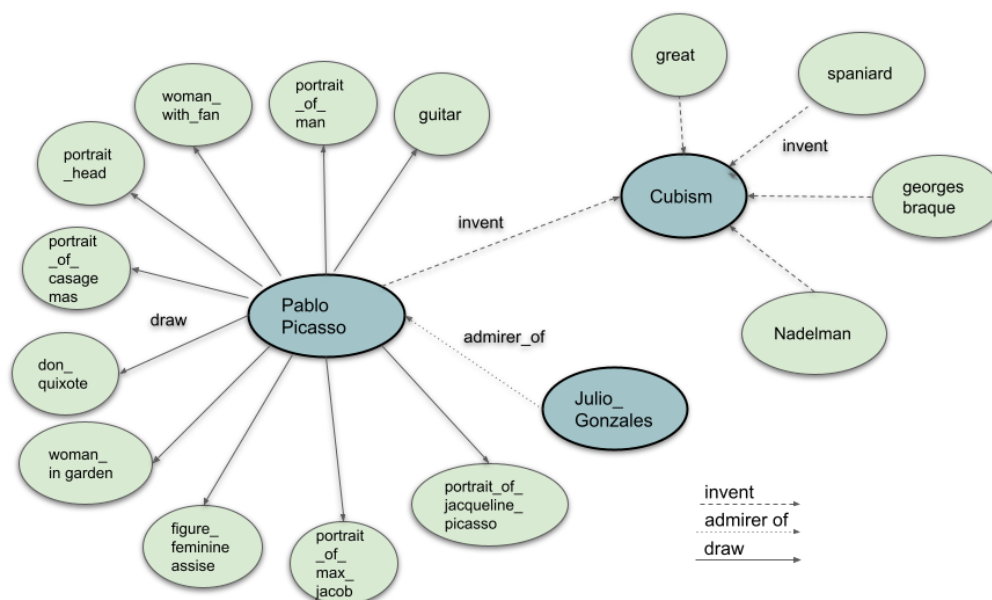 great
spaniard
woman_
with_fan
portrait
_of_
man
guitar
invent
portrait
_head
Cubism
georges
braque
invent
portrait
_of_
casage
mas
Pablo
Picasso
draw
admirer_of
Nadelman
don_
quixote
Julio_
Gonzales
woman_
in garden
portrait_of_
jacqueline_
picasso
invent
admirer of
draw
figure_
feminine
assise
portrait
_of_
max_
jacob